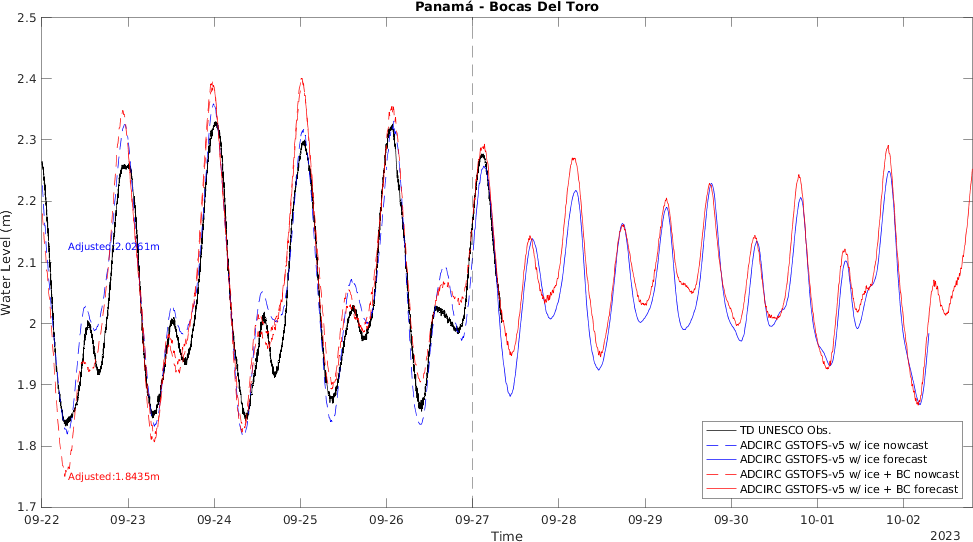 Panamá - Bocas Del Toro
Water Level (m)
2.5
2.4
2.3
2.2
2.1
2
1.9
1.8
1.7
Adjusted:2.0261m
Adjusted:1.8435m
TD UNESCO Obs.
ADCIRC GSTOFS-v5 w/ ice nowcast
ADCIRC GSTOFS-v5 w/ ice forecast
ADCIRC GSTOFS-v5 w/ ice + BC nowcast
ADCIRC GSTOFS-v5 w/ ice + BC forecast
09-22 09-23 09-24 09-25 09-26 09-27 09-28 09-29 09-30 10-01 10-02
Time
2023